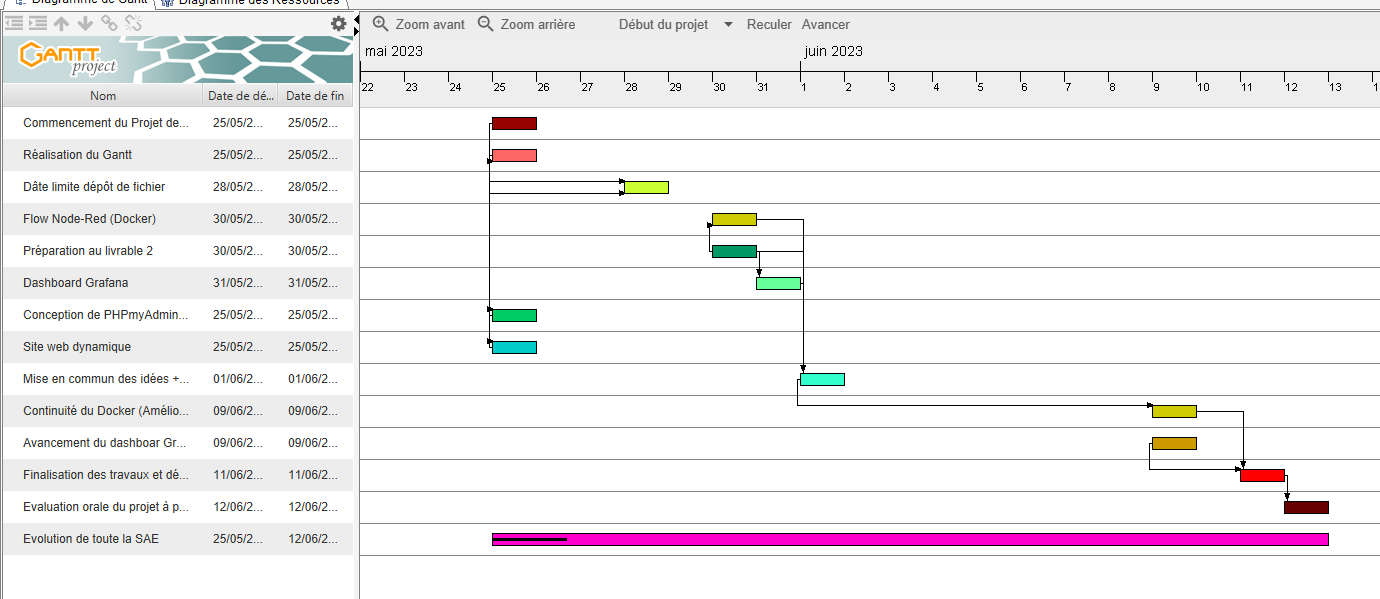 Diagramme de Gantt Diagramme des Ressources
Zoom avant Zoom arrière Début du projet Reculer Avancer
GANTT project
mai 2023 juin 2023
22 23 24 25 26 27 28 29 30 31 1 2 3 4 5 6 7 8 9 10 11 12 13 1
Nom Date de dé... Date de fin
Commencement du Projet de... 25/05/2... 25/05/2...
Réalisation du Gantt 25/05/2... 25/05/2...
Dâte limite dépôt de fichier 28/05/2... 28/05/2...
Flow Node-Red (Docker) 30/05/2... 30/05/2...
Préparation au livrable 2 30/05/2... 30/05/2...
Dashboard Grafana 31/05/2... 31/05/2...
Conception de PHPmyAdmin... 25/05/2... 25/05/2...
Site web dynamique 25/05/2... 25/05/2...
Mise en commun des idées +... 01/06/2... 01/06/2...
Continuité du Docker (Amélio... 09/06/2... 09/06/2...
Avancement du dashboar Gr... 09/06/2... 09/06/2...
Finalisation des travaux et dé... 11/06/2... 11/06/2...
Evaluation orale du projet à p... 12/06/2... 12/06/2...
Evolution de toute la SAE 25/05/2... 12/06/2...